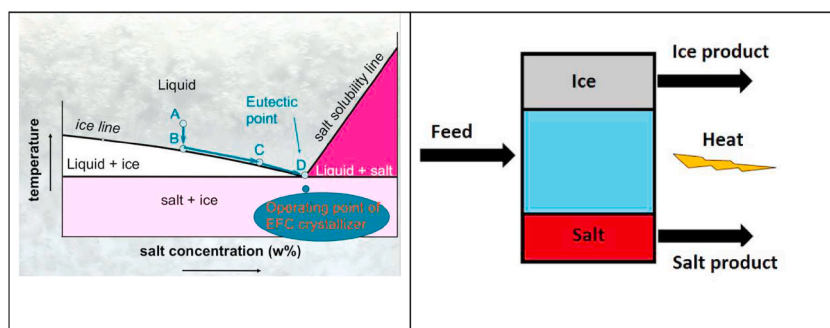 Liquid
Eutectic
point
salt solubility line
A
B
C
D
ice line
temperature
Liquid + ice
Liquid + salt
salt + ice
Operating point of
EFC crystallizer
salt concentration (w%)
Ice product
Ice
Feed
Heat
Salt
Salt product